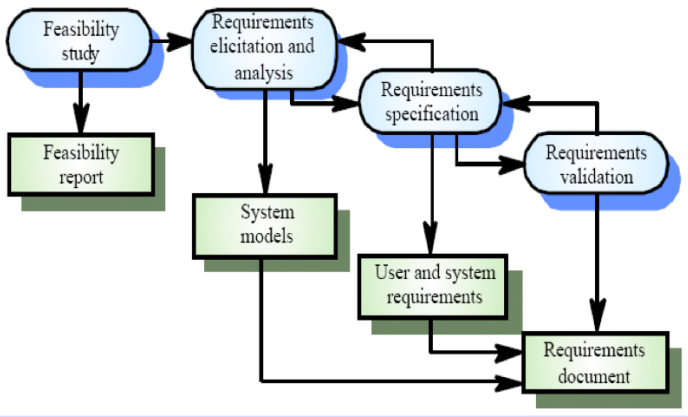 Feasibility
study
Requirements
elicitation and
analysis
Requirements
specification
Requirements
validation
Feasibility
report
System
models
User and system
requirements
Requirements
document